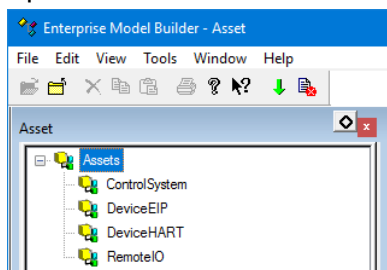 Enterprise Model Builder - Asset
File Edit View Tools Window Help
Asset
Assets
ControlSystem
DeviceEIP
DeviceHART
RemoteIO